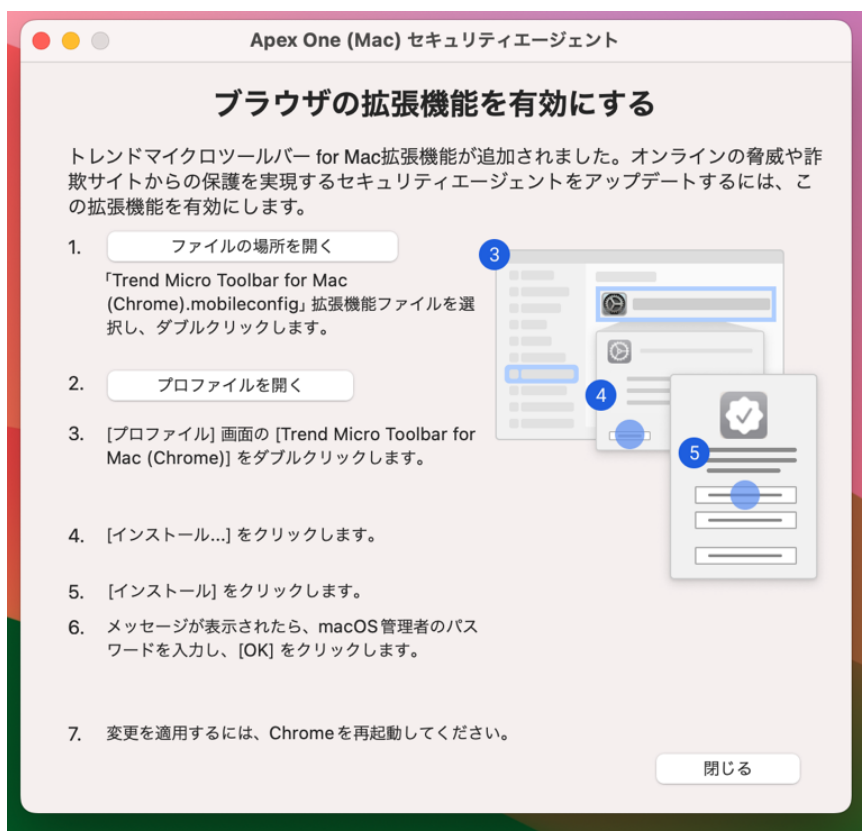 Apex One (Mac) セキュリティエージェント
ブラウザの拡張機能を有効にする
トレンドマイクロツールバー for Mac拡張機能が追加されました。オンラインの脅威や詐
欺サイトからの保護を実現するセキュリティエージェントをアップデートするには、こ
の拡張機能を有効にします。
1. ファイルの場所を開く
「Trend Micro Toolbar for Mac
(Chrome).mobileconfig」拡張機能ファイルを選
択し、ダブルクリックします。
2. プロファイルを開く
3. [プロファイル] 画面の [Trend Micro Toolbar for
Mac (Chrome)] をダブルクリックします。
4. [インストール...] をクリックします。
5. [インストール] をクリックします。
6. メッセージが表示されたら、macOS管理者のパス
ワードを入力し、[OK] をクリックします。
7. 変更を適用するには、Chromeを再起動してください。
3
4
5
閉じる